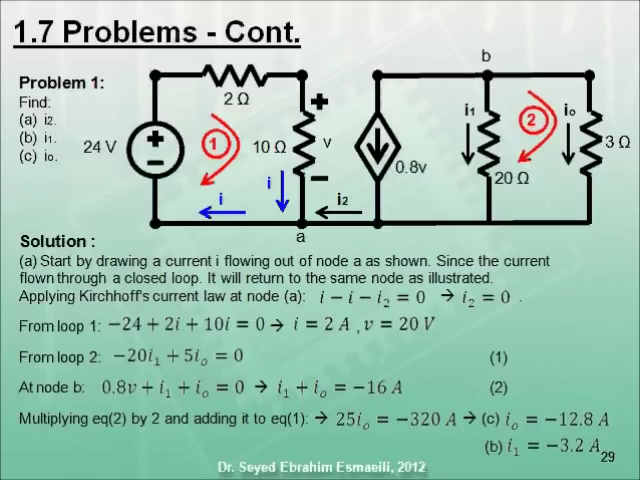 1.7 Problems - Cont.
Problem 1:
Find:
(a) i2.
(b) i1.
(c) io.
24 V
2 Ω
10 Ω
v
1
i
i
i2
a
0.8v
b
i1
20 Ω
2
io
3 Ω
Solution :
(a) Start by drawing a current i flowing out of node a as shown. Since the current
flown through a closed loop. It will return to the same node as illustrated.
Applying Kirchhoff's current law at node (a): i − i − i₂ = 0 → i₂ = 0 .
From loop 1: −24 + 2i + 10i = 0 → i = 2 A , v = 20 V
From loop 2: −20i₁ + 5iₒ = 0 (1)
At node b: 0.8v + i₁ + iₒ = 0 → i₁ + iₒ = −16 A (2)
Multiplying eq(2) by 2 and adding it to eq(1): → 25iₒ = −320 A → (c) iₒ = −12.8 A
(b) i₁ = −3.2 A
29
Dr. Seyed Ebrahim Esmaeili, 2012